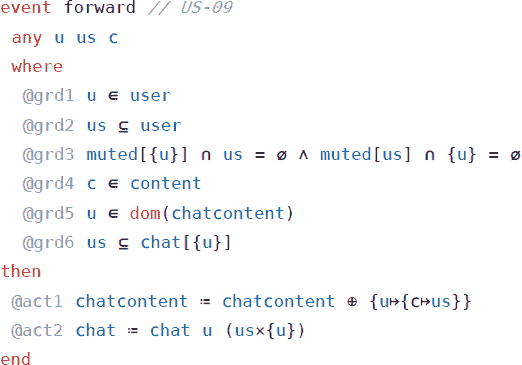 event forward // US-09
any u us c
where
@grd1 u ∈ user
@grd2 us ⊆ user
@grd3 muted[{u}] ∩ us = ∅ ∧ muted[us] ∩ {u} = ∅
@grd4 c ∈ content
@grd5 u ∈ dom(chatcontent)
@grd6 us ⊆ chat[{u}]
then
@act1 chatcontent ≔ chatcontent ⊕ {u↦{c↦us}}
@act2 chat ≔ chat u (us×{u})
end